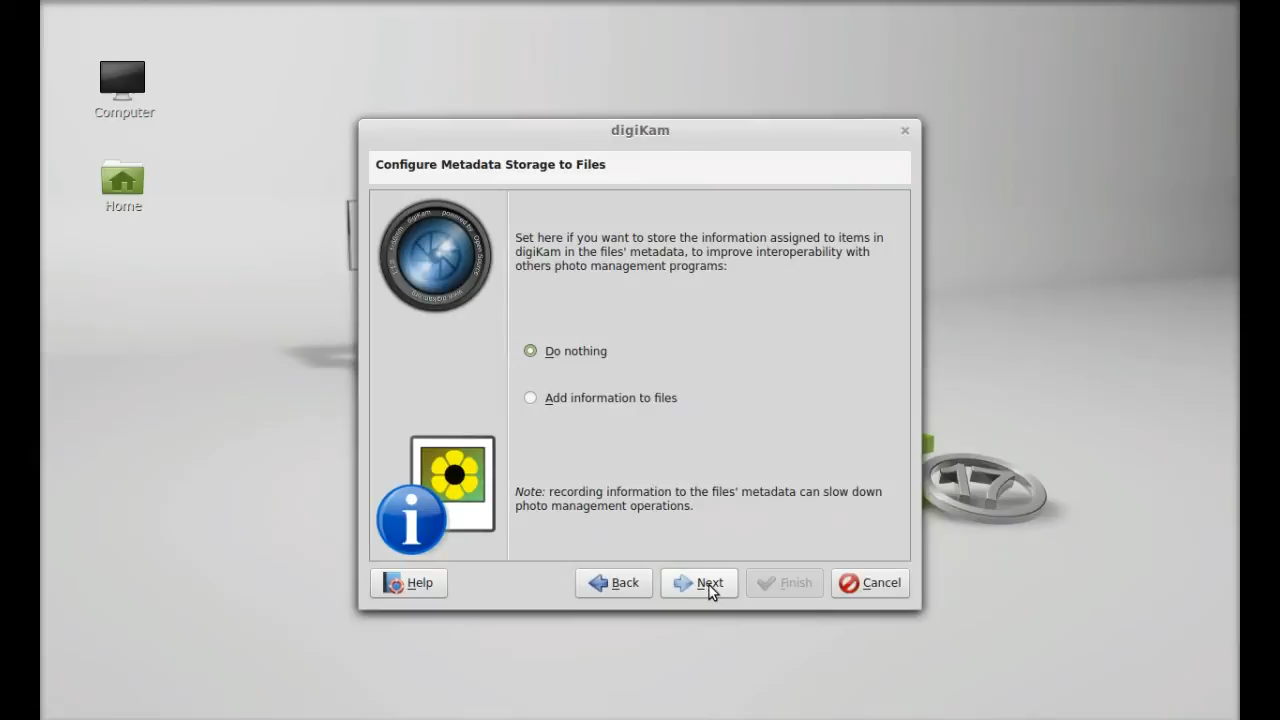 Computer
Home
digiKam
Configure Metadata Storage to Files
Set here if you want to store the information assigned to items in
digiKam in the files' metadata, to improve interoperability with
others photo management programs:
Do nothing
Add information to files
Note: recording information to the files' metadata can slow down
photo management operations.
Help
Back
Next
Finish
Cancel
17